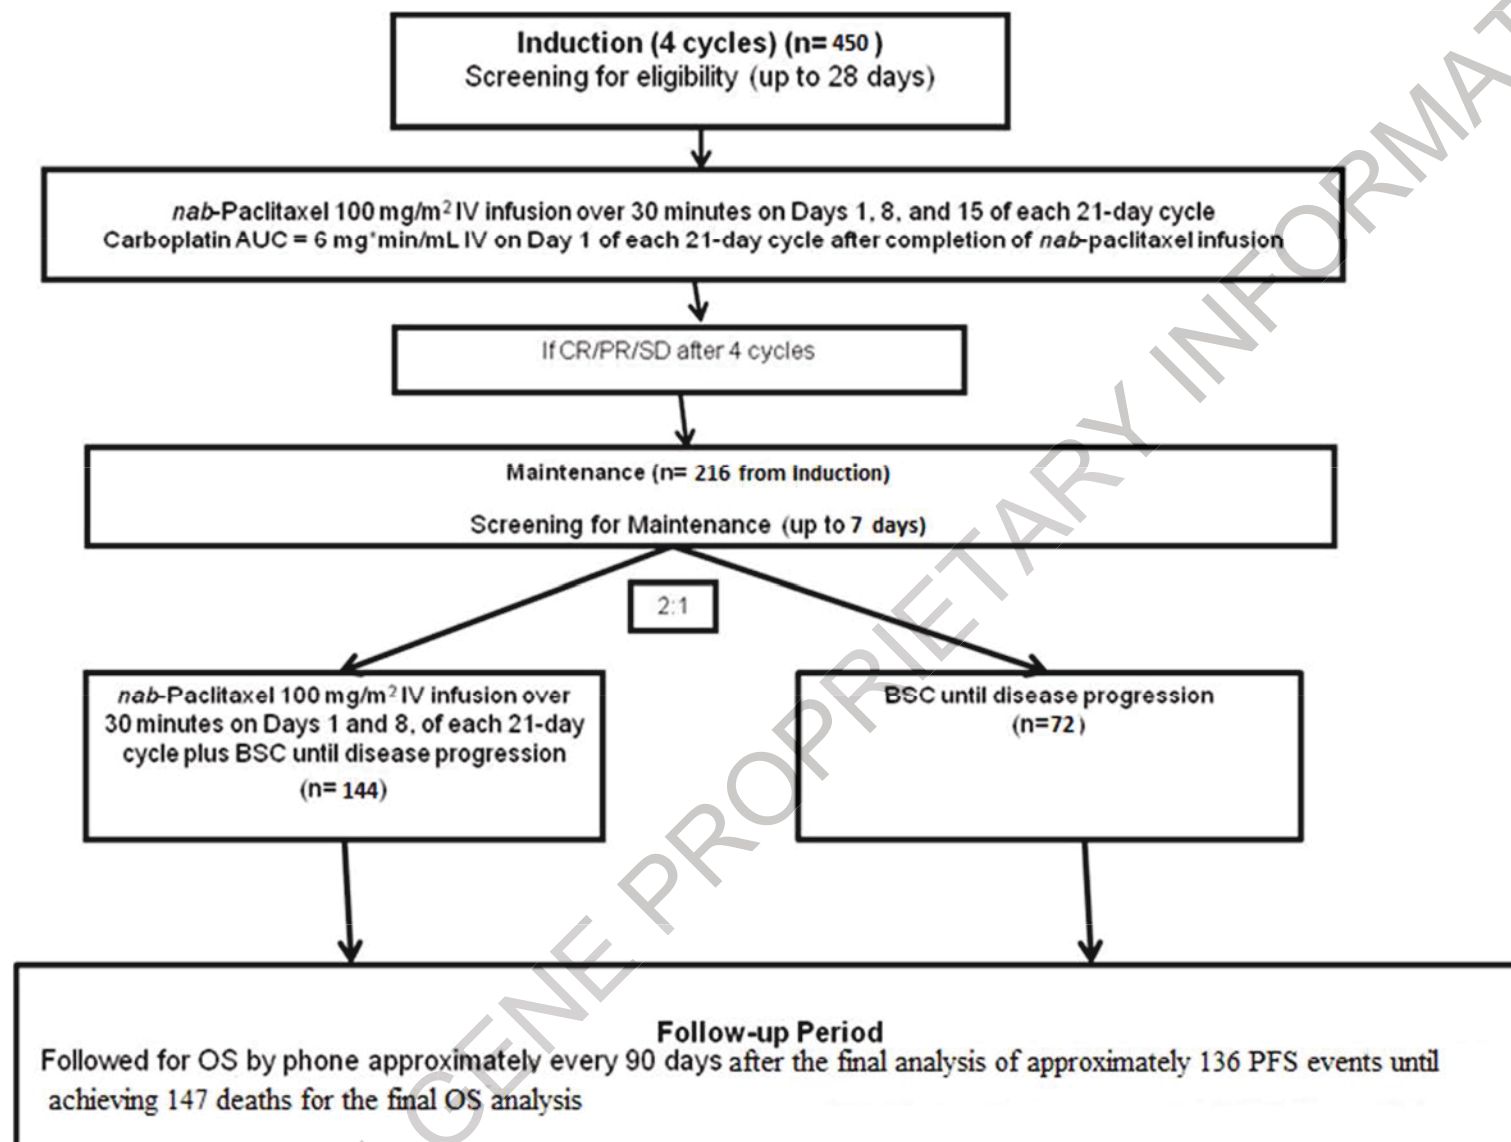 Induction (4 cycles) (n= 450 )
Screening for eligibility (up to 28 days)
nab-Paclitaxel 100 mg/m² IV infusion over 30 minutes on Days 1, 8, and 15 of each 21-day cycle
Carboplatin AUC = 6 mg*min/mL IV on Day 1 of each 21-day cycle after completion of nab-paclitaxel infusion
If CR/PR/SD after 4 cycles
Maintenance (n= 216 from Induction)
Screening for Maintenance (up to 7 days)
2:1
nab-Paclitaxel 100 mg/m² IV infusion over
30 minutes on Days 1 and 8, of each 21-day
cycle plus BSC until disease progression
(n= 144)
BSC until disease progression
(n=72)
Follow-up Period
Followed for OS by phone approximately every 90 days after the final analysis of approximately 136 PFS events until
achieving 147 deaths for the final OS analysis
GENE PROPRIETARY INFORMAT